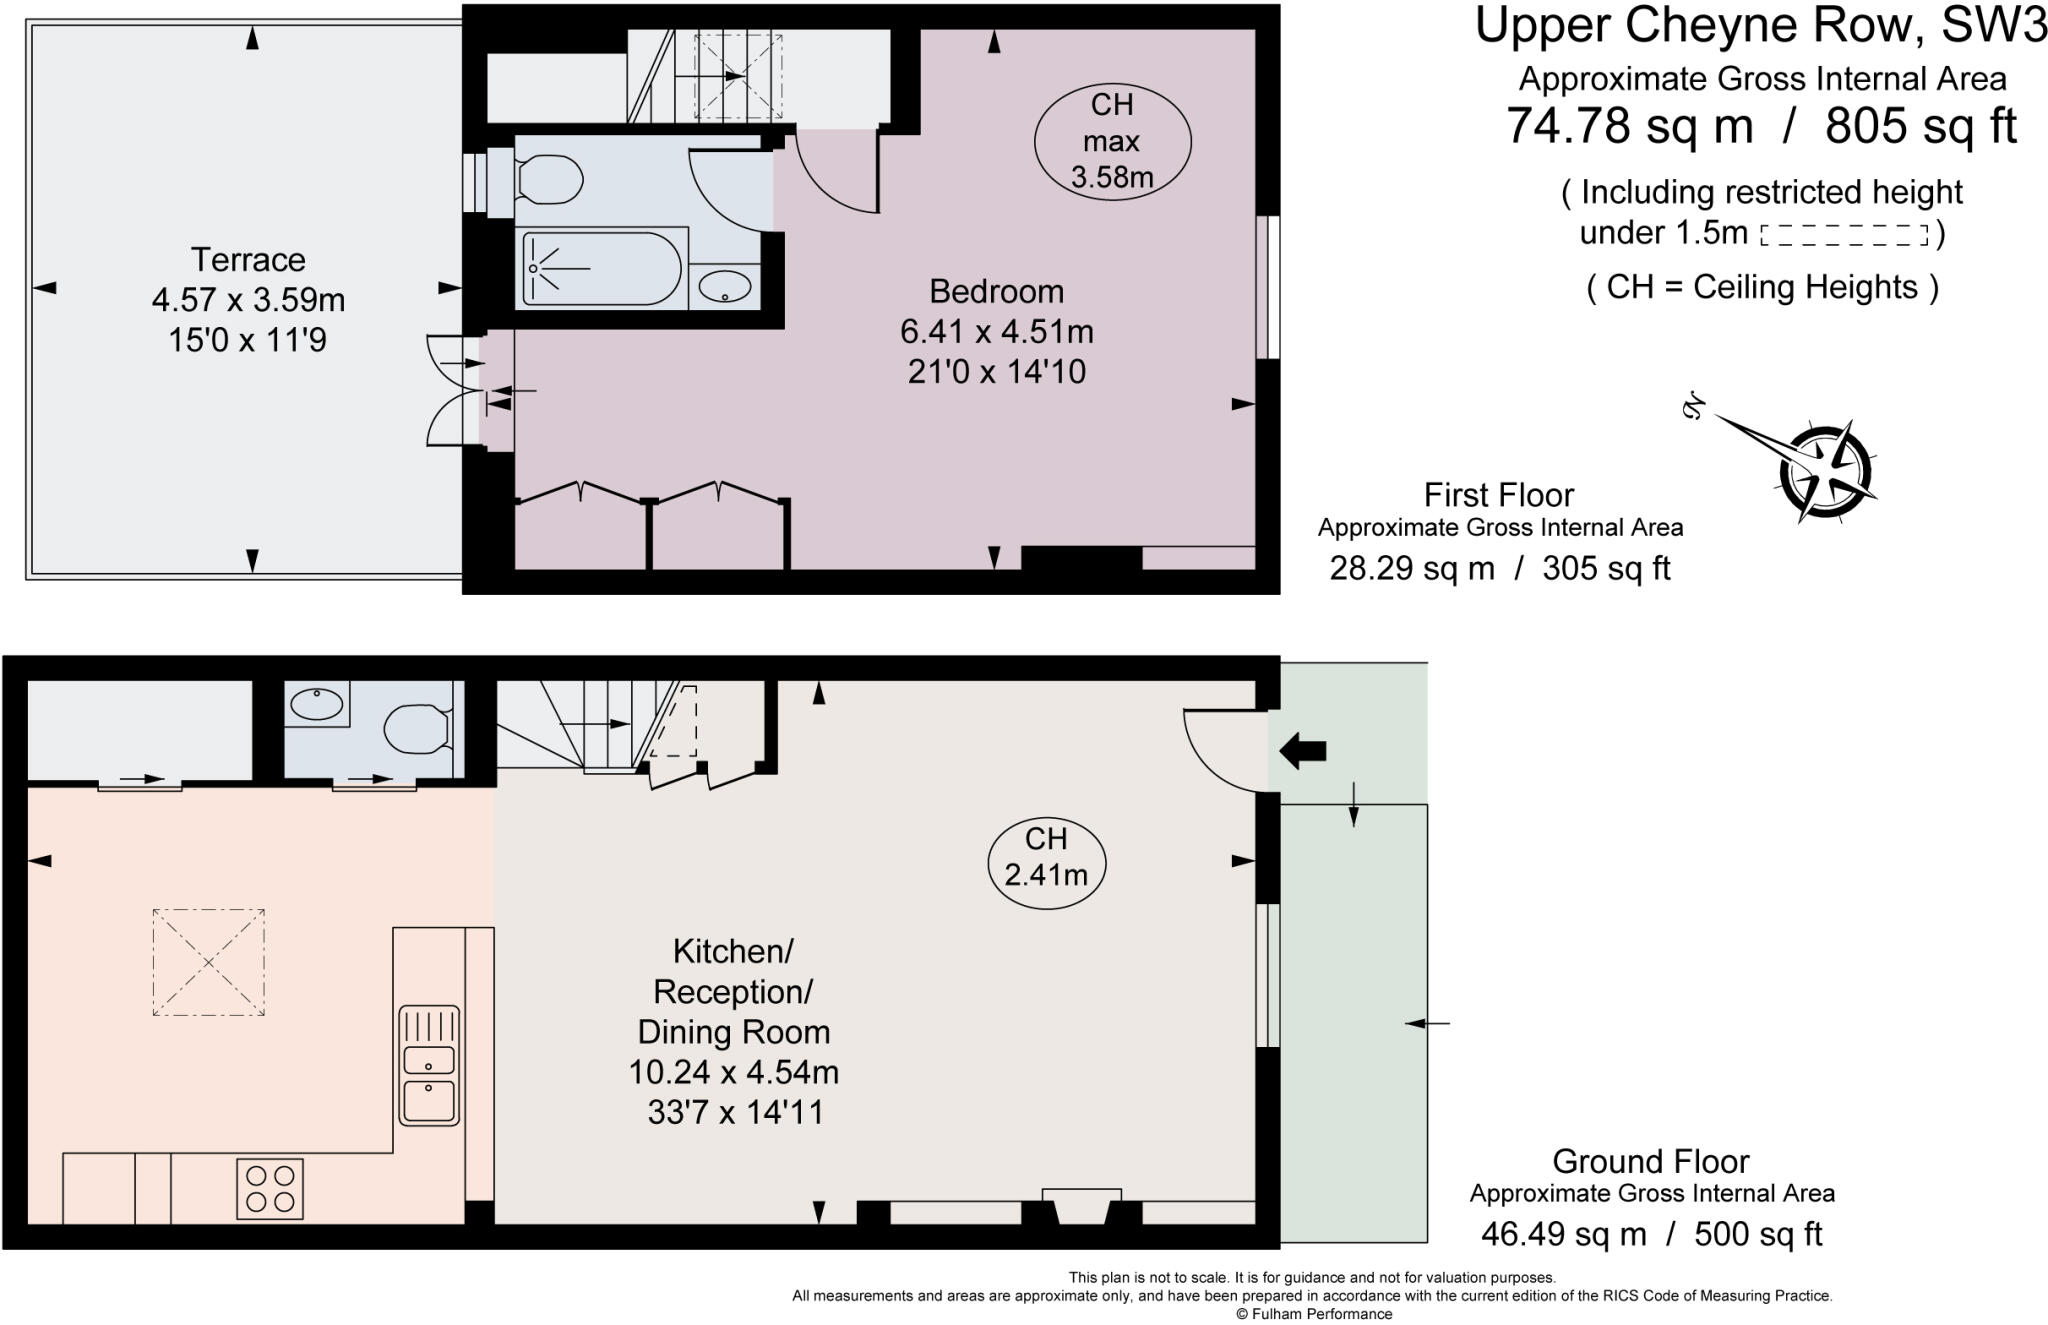 Upper Cheyne Row, SW3
Approximate Gross Internal Area
74.78 sq m / 805 sq ft
( Including restricted height
under 1.5m )
( CH = Ceiling Heights )
CH
max
3.58m
Terrace
4.57 x 3.59m
15'0 x 11'9
Bedroom
6.41 x 4.51m
21'0 x 14'10
N
First Floor
Approximate Gross Internal Area
28.29 sq m / 305 sq ft
CH
2.41m
Kitchen/
Reception/
Dining Room
10.24 x 4.54m
33'7 x 14'11
Ground Floor
Approximate Gross Internal Area
46.49 sq m / 500 sq ft
This plan is not to scale. It is for guidance and not for valuation purposes.
All measurements and areas are approximate only, and have been prepared in accordance with the current edition of the RICS Code of Measuring Practice.
© Fulham Performance